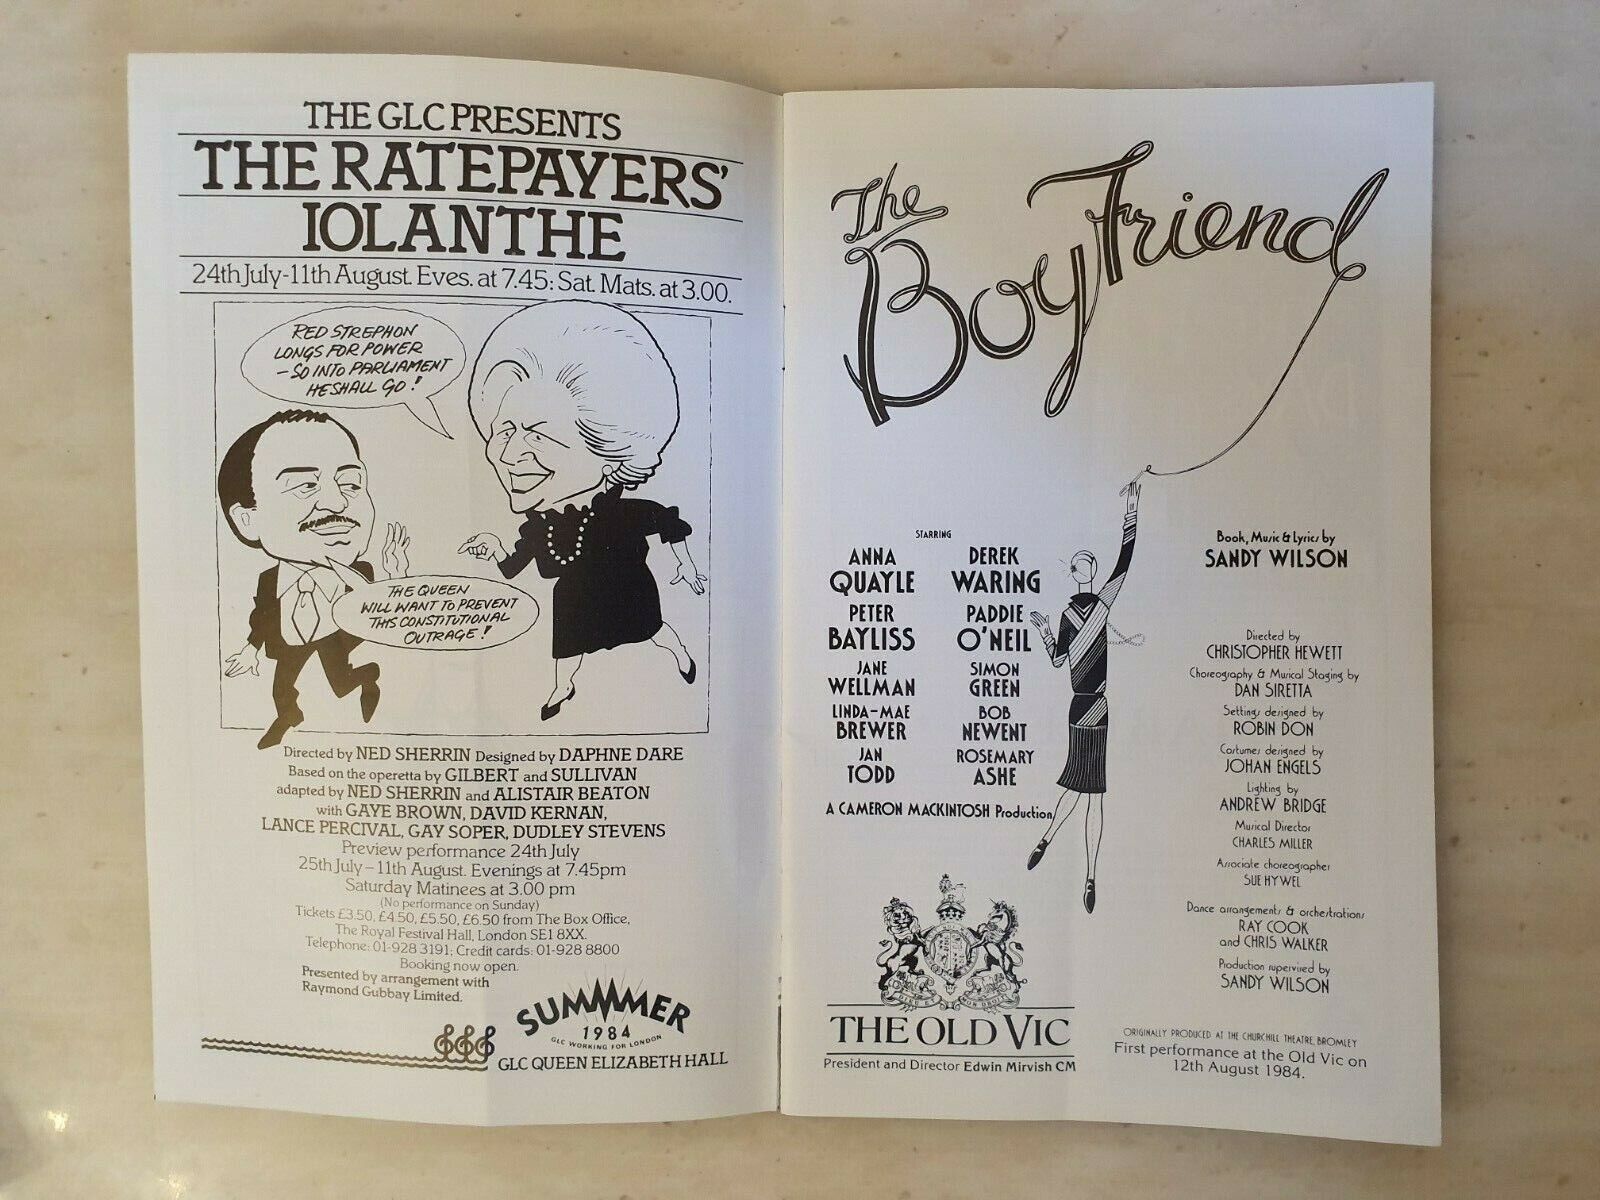 THE GLC PRESENTS
THE RATEPAYERS'
IOLANTHE
24th July-11th August. Eves. at 7.45: Sat. Mats. at 3.00.
RED STREPHON
LONGS FOR POWER
- SO INTO PARLIAMENT
HE SHALL GO!
THE QUEEN
WILL WANT TO PREVENT
THIS CONSTITUTIONAL
OUTRAGE!
Directed by NED SHERRIN Designed by DAPHNE DARE
Based on the operetta by GILBERT and SULLIVAN
adapted by NED SHERRIN and ALISTAIR BEATON
with GAYE BROWN, DAVID KERNAN,
LANCE PERCIVAL, GAY SOPER, DUDLEY STEVENS
Preview performance 24th July
25th July – 11th August. Evenings at 7.45pm
Saturday Matinees at 3.00 pm
(No performance on Sunday)
Tickets £3.50, £4.50, £5.50, £6.50 from The Box Office,
The Royal Festival Hall, London SE1 8XX.
Telephone: 01-928 3191; Credit cards: 01-928 8800
Booking now open.
Presented by arrangement with
Raymond Gubbay Limited.
SUMMMER
1984
GLC WORKING FOR LONDON
GLC QUEEN ELIZABETH HALL
The
Boy Friend
STARRING
ANNA
QUAYLE
DEREK
WARING
PETER
BAYLISS
PADDIE
O'NEIL
JANE
WELLMAN
SIMON
GREEN
LINDA-MAE
BREWER
BOB
NEWENT
JAN
TODD
ROSEMARY
ASHE
A CAMERON MACKINTOSH Production
Book, Music & Lyrics by
SANDY WILSON
Directed by
CHRISTOPHER HEWETT
Choreography & Musical Staging by
DAN SIRETTA
Settings designed by
ROBIN DON
Costumes designed by
JOHAN ENGELS
Lighting by
ANDREW BRIDGE
Musical Director
CHARLES MILLER
Associate choreographer
SUE HYWEL
Dance arrangements & orchestrations
RAY COOK
and CHRIS WALKER
Production supervised by
SANDY WILSON
DIEU ET MON DROIT
THE OLD VIC
President and Director Edwin Mirvish CM
ORIGINALLY PRODUCED AT THE CHURCHILL THEATRE, BROMLEY
First performance at the Old Vic on
12th August 1984.